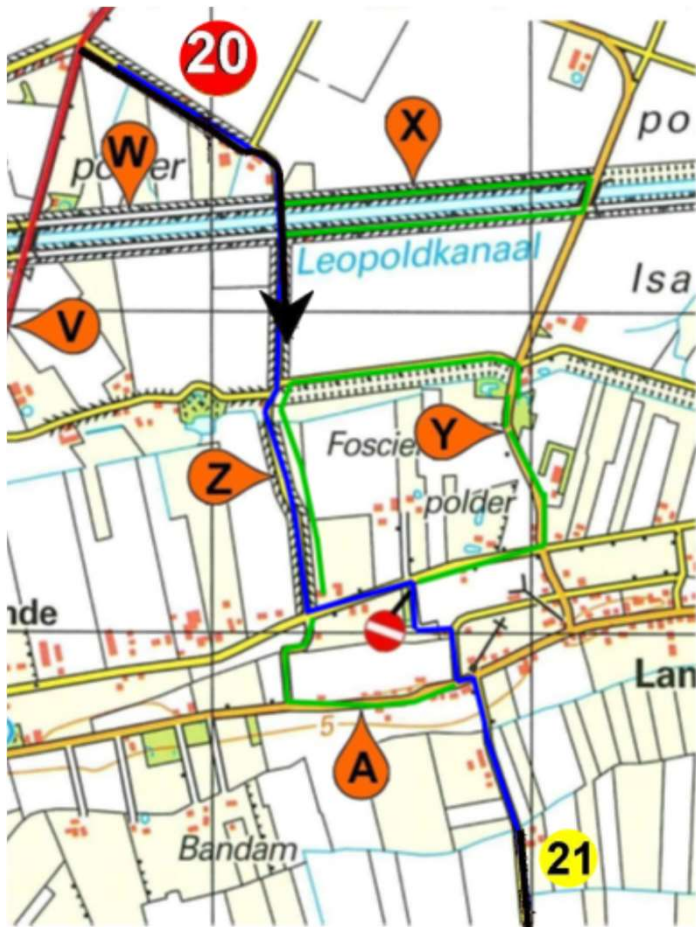 20
X
po
W
polder
Leopoldkanaal
Isa
V
Y
Foscie
Z
polder
nde
Lan
5
A
Bandam
21